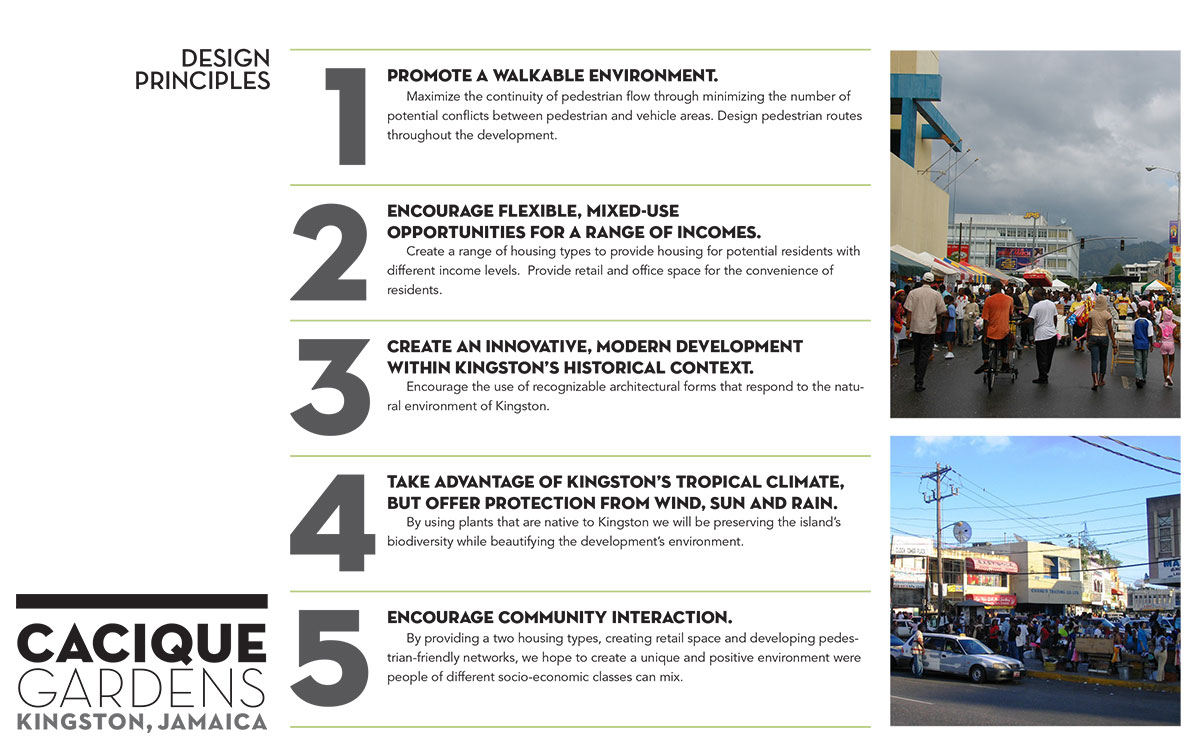 DESIGN
PRINCIPLES
1
PROMOTE A WALKABLE ENVIRONMENT.
Maximize the continuity of pedestrian flow through minimizing the number of
potential conflicts between pedestrian and vehicle areas. Design pedestrian routes
throughout the development.
2
ENCOURAGE FLEXIBLE, MIXED-USE
OPPORTUNITIES FOR A RANGE OF INCOMES.
Create a range of housing types to provide housing for potential residents with
different income levels.  Provide retail and office space for the convenience of
residents.
3
CREATE AN INNOVATIVE, MODERN DEVELOPMENT
WITHIN KINGSTON'S HISTORICAL CONTEXT.
Encourage the use of recognizable architectural forms that respond to the natu-
ral environment of Kingston.
4
TAKE ADVANTAGE OF KINGSTON'S TROPICAL CLIMATE,
BUT OFFER PROTECTION FROM WIND, SUN AND RAIN.
By using plants that are native to Kingston we will be preserving the island's
biodiversity while beautifying the development's environment.
5
ENCOURAGE COMMUNITY INTERACTION.
By providing a two housing types, creating retail space and developing pedes-
trian-friendly networks, we hope to create a unique and positive environment were
people of different socio-economic classes can mix.
CACIQUE
GARDENS
KINGSTON, JAMAICA
CLOCK TOWER PLAZA